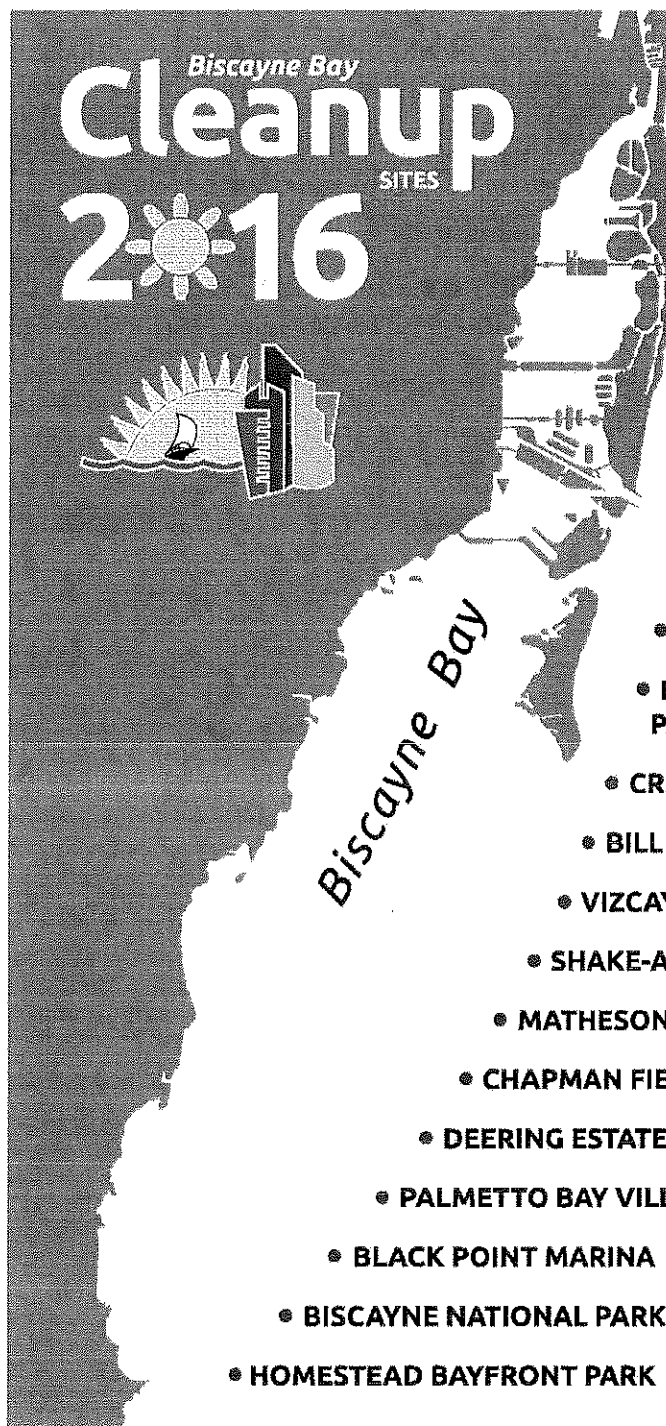 Biscayne Bay
Cleanup
SITES
2016
Biscayne Bay
• CR
• BILL
• VIZCAY
• SHAKE-A
• MATHESON
• CHAPMAN FIE
• DEERING ESTATE
• PALMETTO BAY VILL
• BLACK POINT MARINA
• BISCAYNE NATIONAL PARK
• HOMESTEAD BAYFRONT PARK